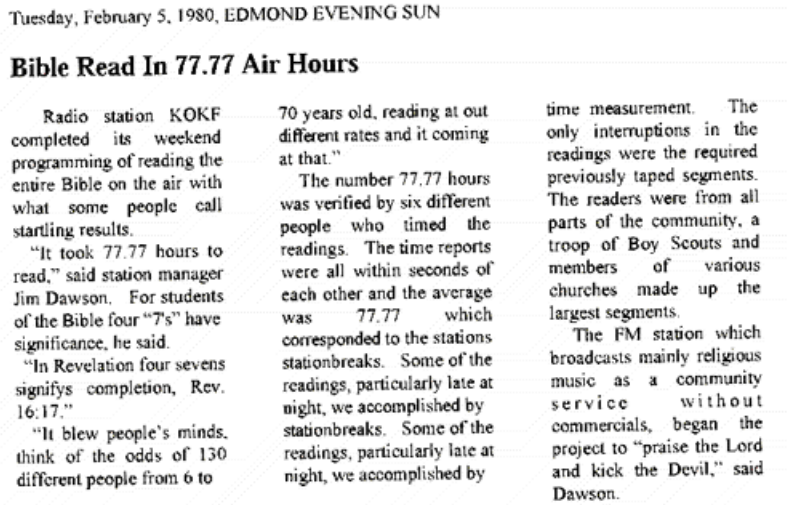 Tuesday, February 5, 1980, EDMOND EVENING SUN
Bible Read In 77.77 Air Hours
Radio station KOKF
completed its weekend
programming of reading the
entire Bible on the air with
what some people call
startling results.
“It took 77.77 hours to
read,” said station manager
Jim Dawson. For students
of the Bible four “7's” have
significance, he said.
“In Revelation four sevens
signifys completion, Rev.
16:17.”
“It blew people's minds,
think of the odds of 130
different people from 6 to
70 years old, reading at out
different rates and it coming
at that.”
The number 77.77 hours
was verified by six different
people who timed the
readings. The time reports
were all within seconds of
each other and the average
was 77.77 which
corresponded to the stations
stationbreaks. Some of the
readings, particularly late at
night, we accomplished by
stationbreaks. Some of the
readings, particularly late at
night, we accomplished by
time measurement. The
only interruptions in the
readings were the required
previously taped segments.
The readers were from all
parts of the community, a
troop of Boy Scouts and
members of various
churches made up the
largest segments.
The FM station which
broadcasts mainly religious
music as a community
service without
commercials, began the
project to “praise the Lord
and kick the Devil,” said
Dawson.